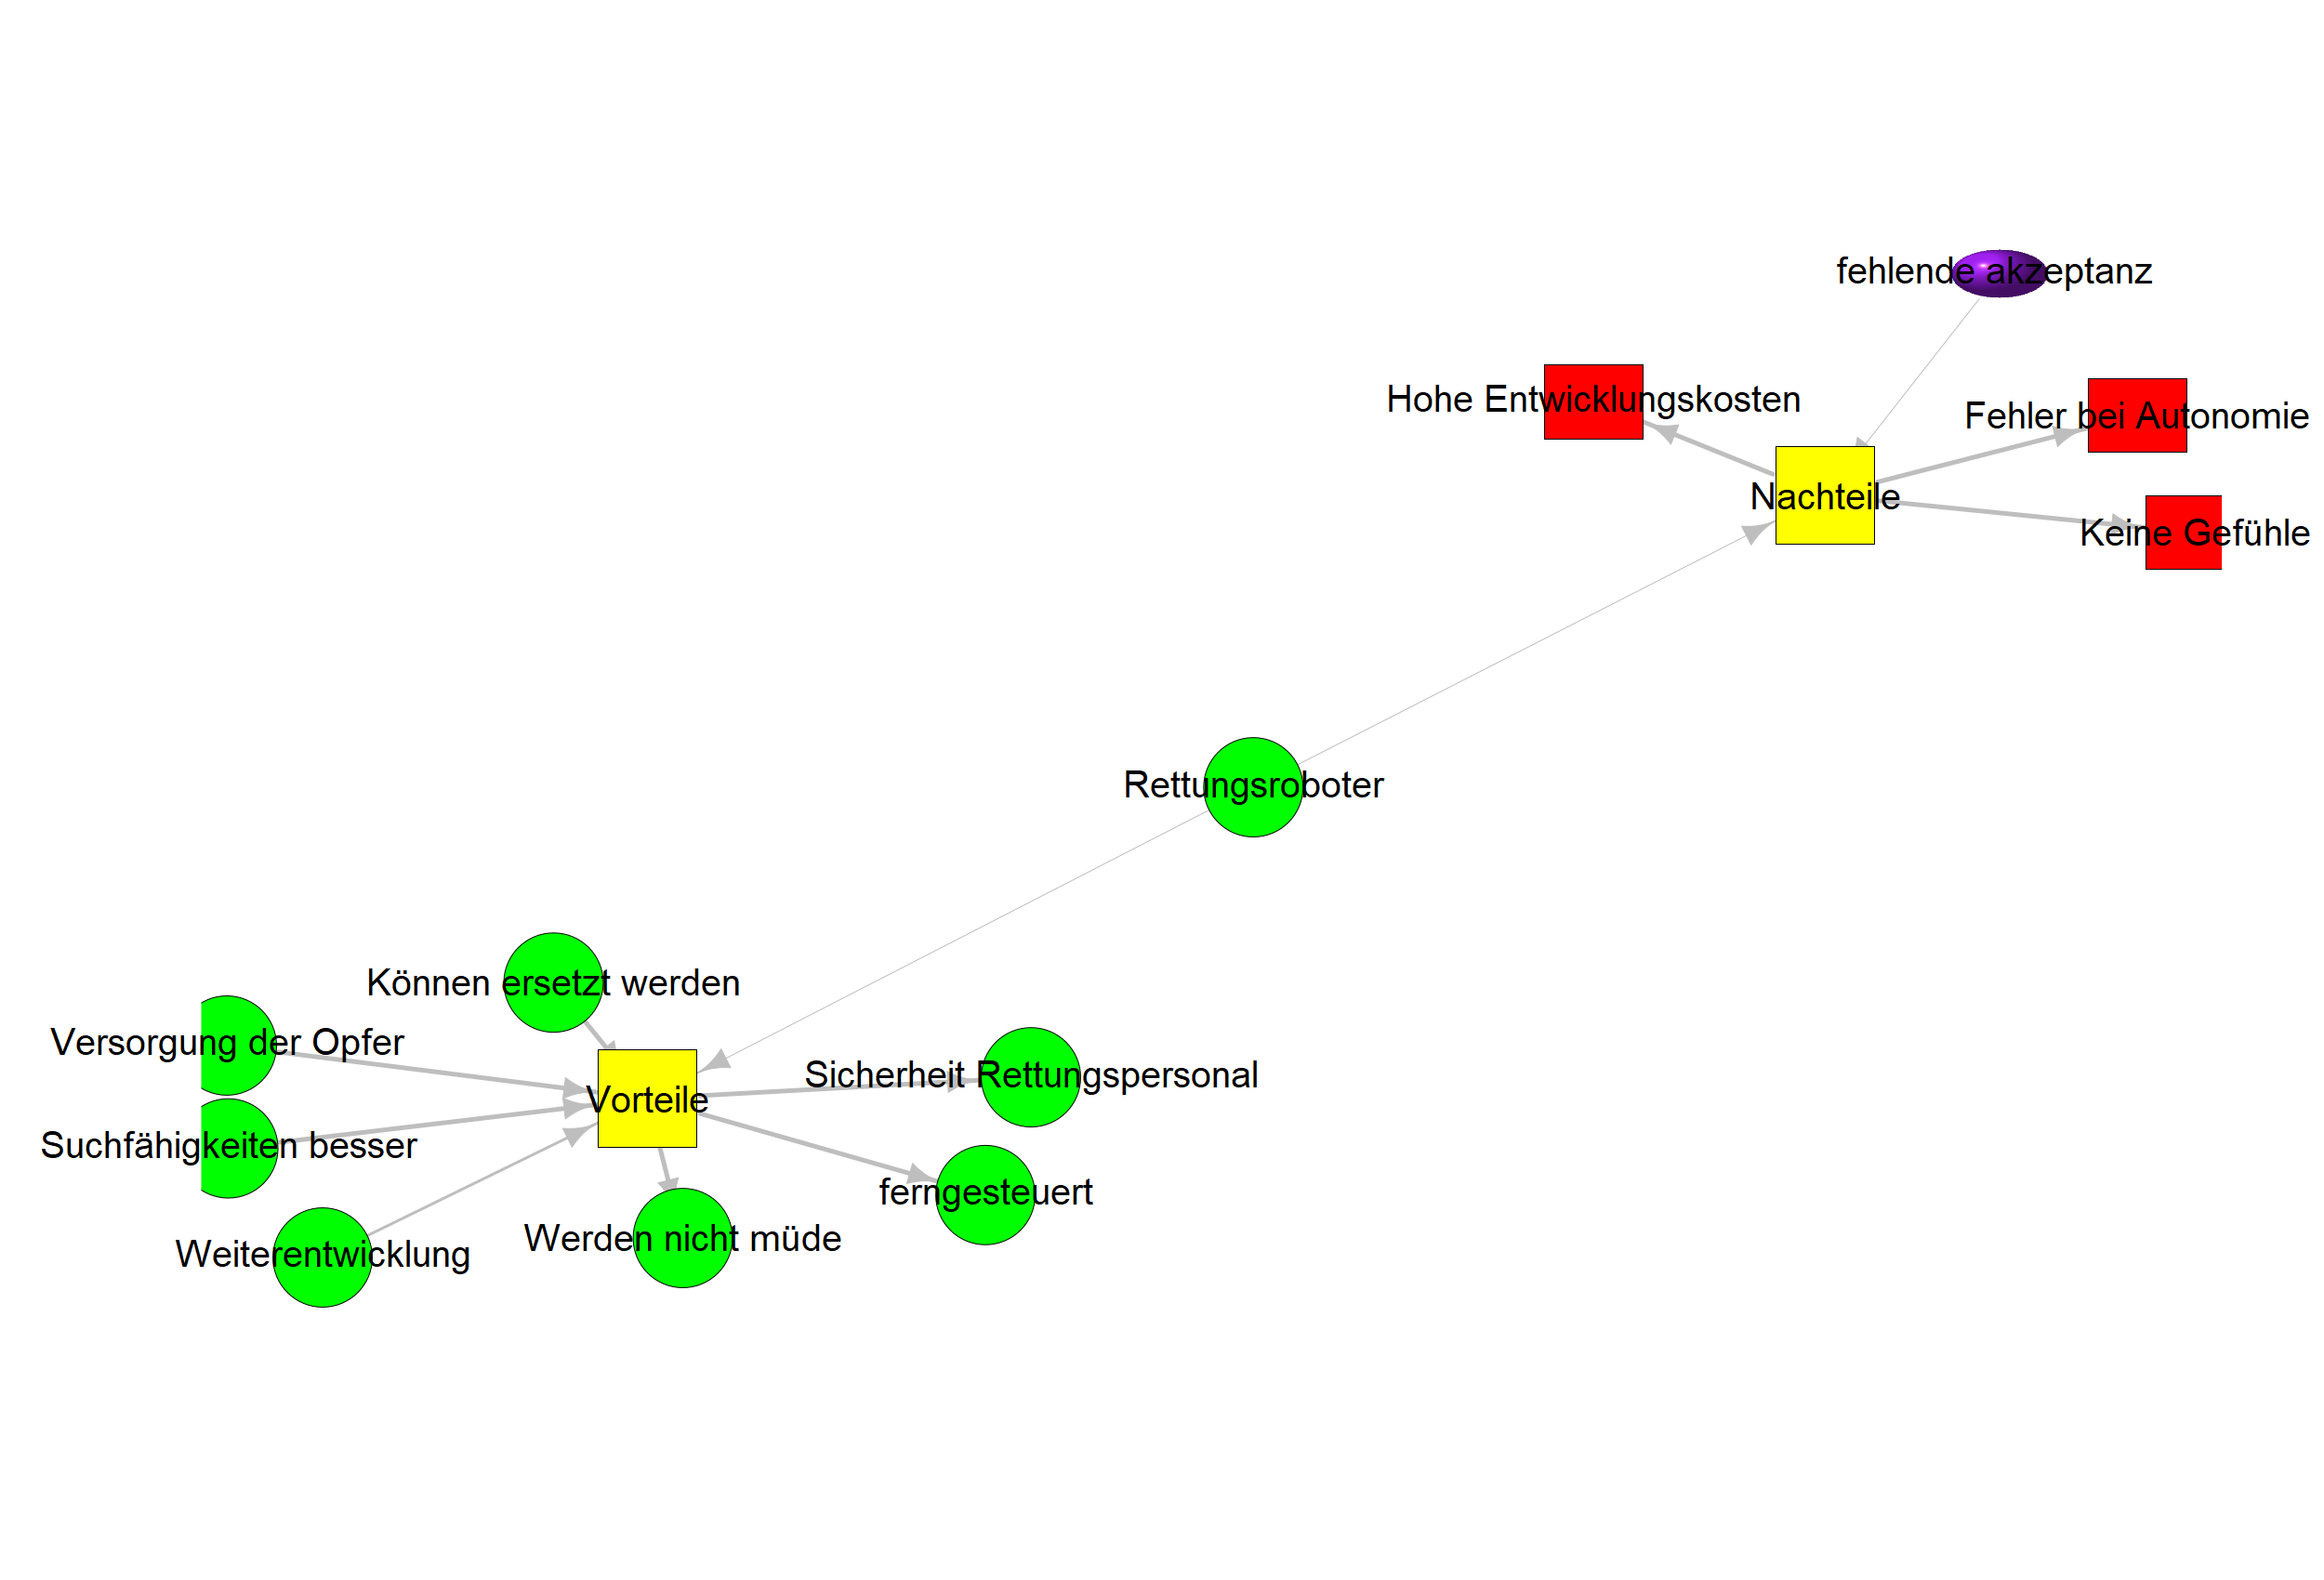 fehlende akzeptanz
Hohe Entwicklungskosten
Fehler bei Autonomie
Nachteile
Keine Gefühle
Rettungsroboter
Können ersetzt werden
Versorgung der Opfer
Sicherheit Rettungspersonal
Vorteile
Suchfähigkeiten besser
ferngesteuert
Werden nicht müde
Weiterentwicklung